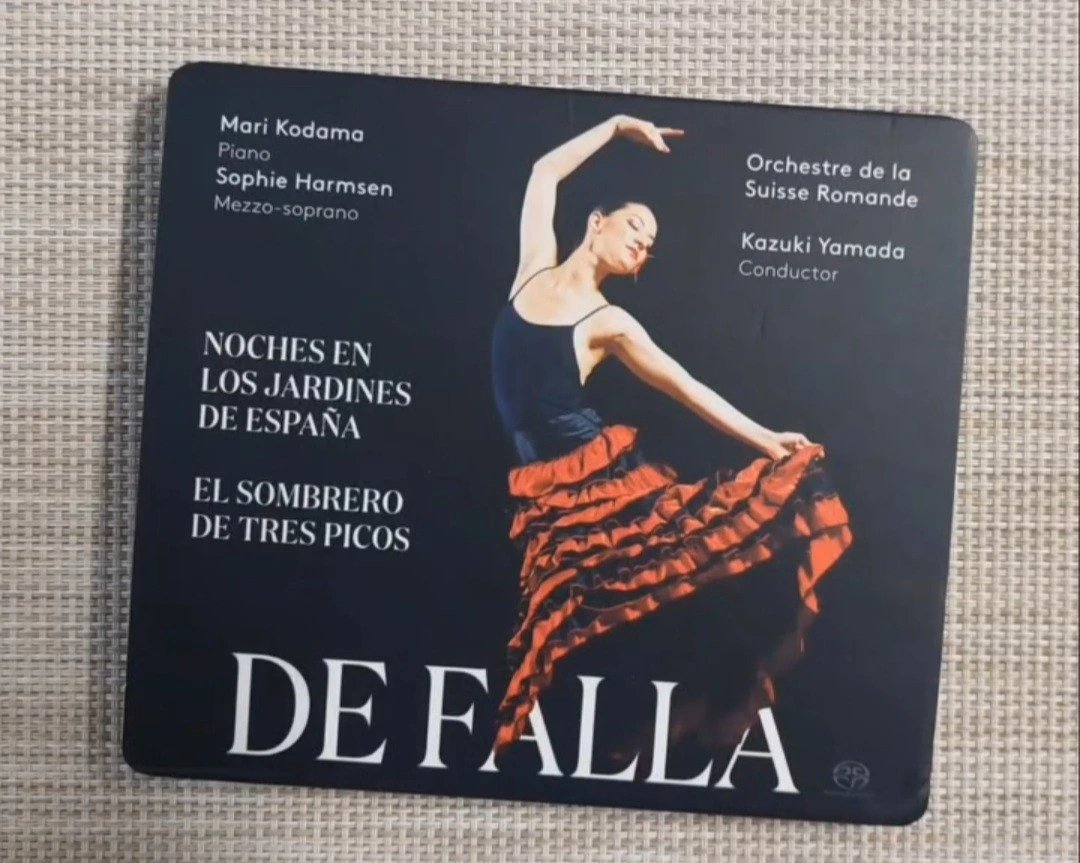 Mari Kodama
Piano
Sophie Harmsen
Mezzo-soprano
Orchestre de la
Suisse Romande
Kazuki Yamada
Conductor
NOCHES EN
LOS JARDINES
DE ESPAÑA
EL SOMBRERO
DE TRES PICOS
DE FALLA